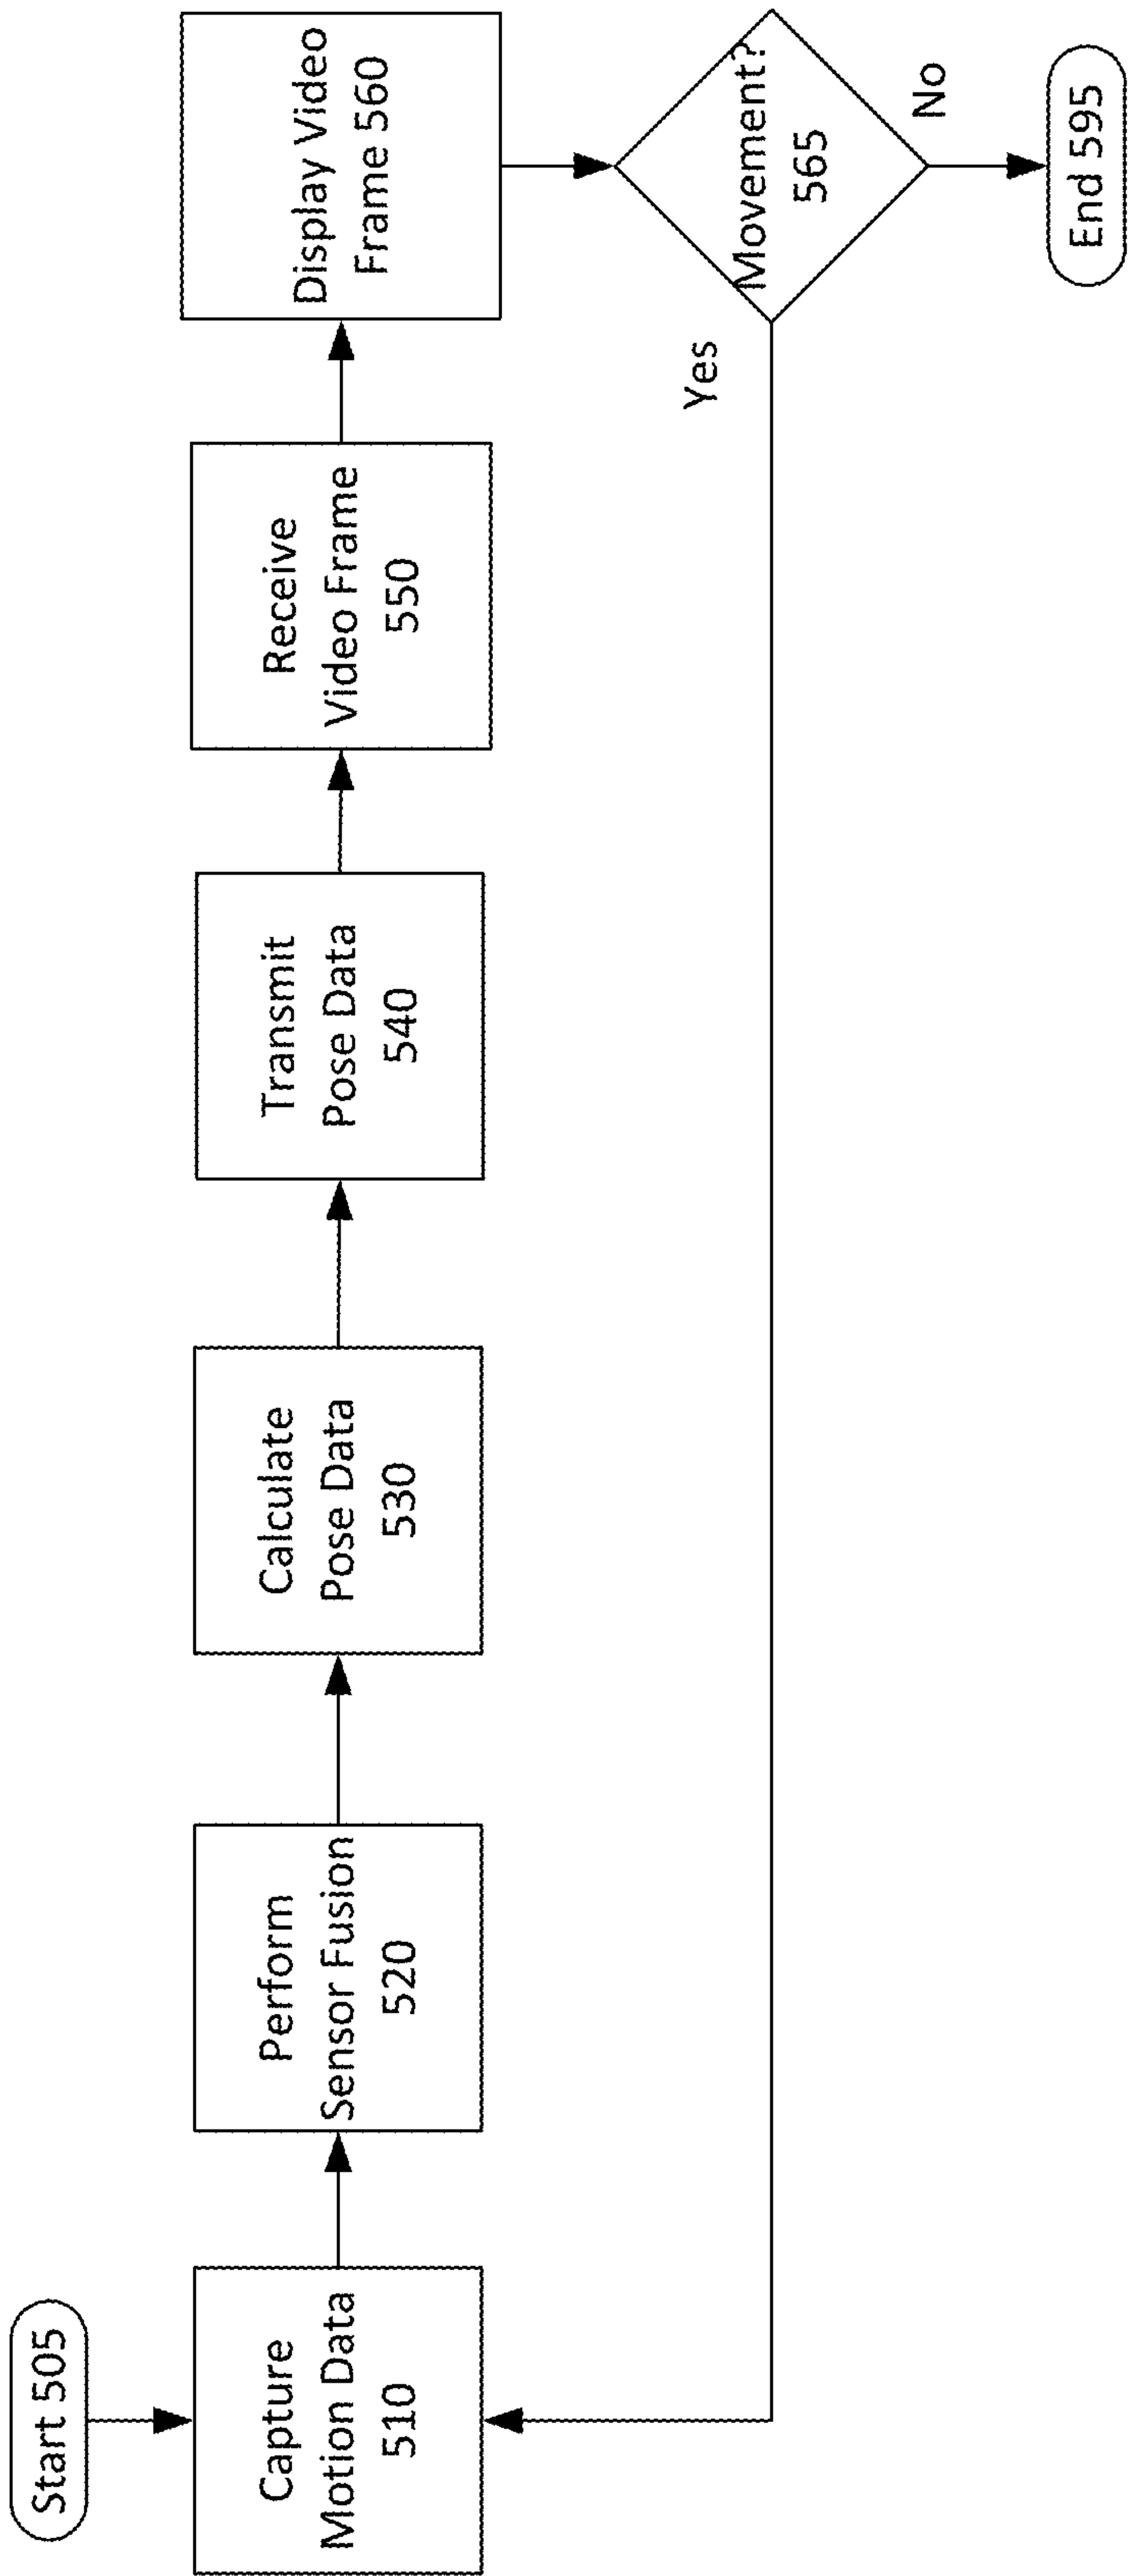 Start 505
Capture
Motion Data
510
Perform
Sensor Fusion
520
Calculate
Pose Data
530
Transmit
Pose Data
540
Receive
Video Frame
550
Display Video
Frame 560
Movement?
565
Yes
No
End 595